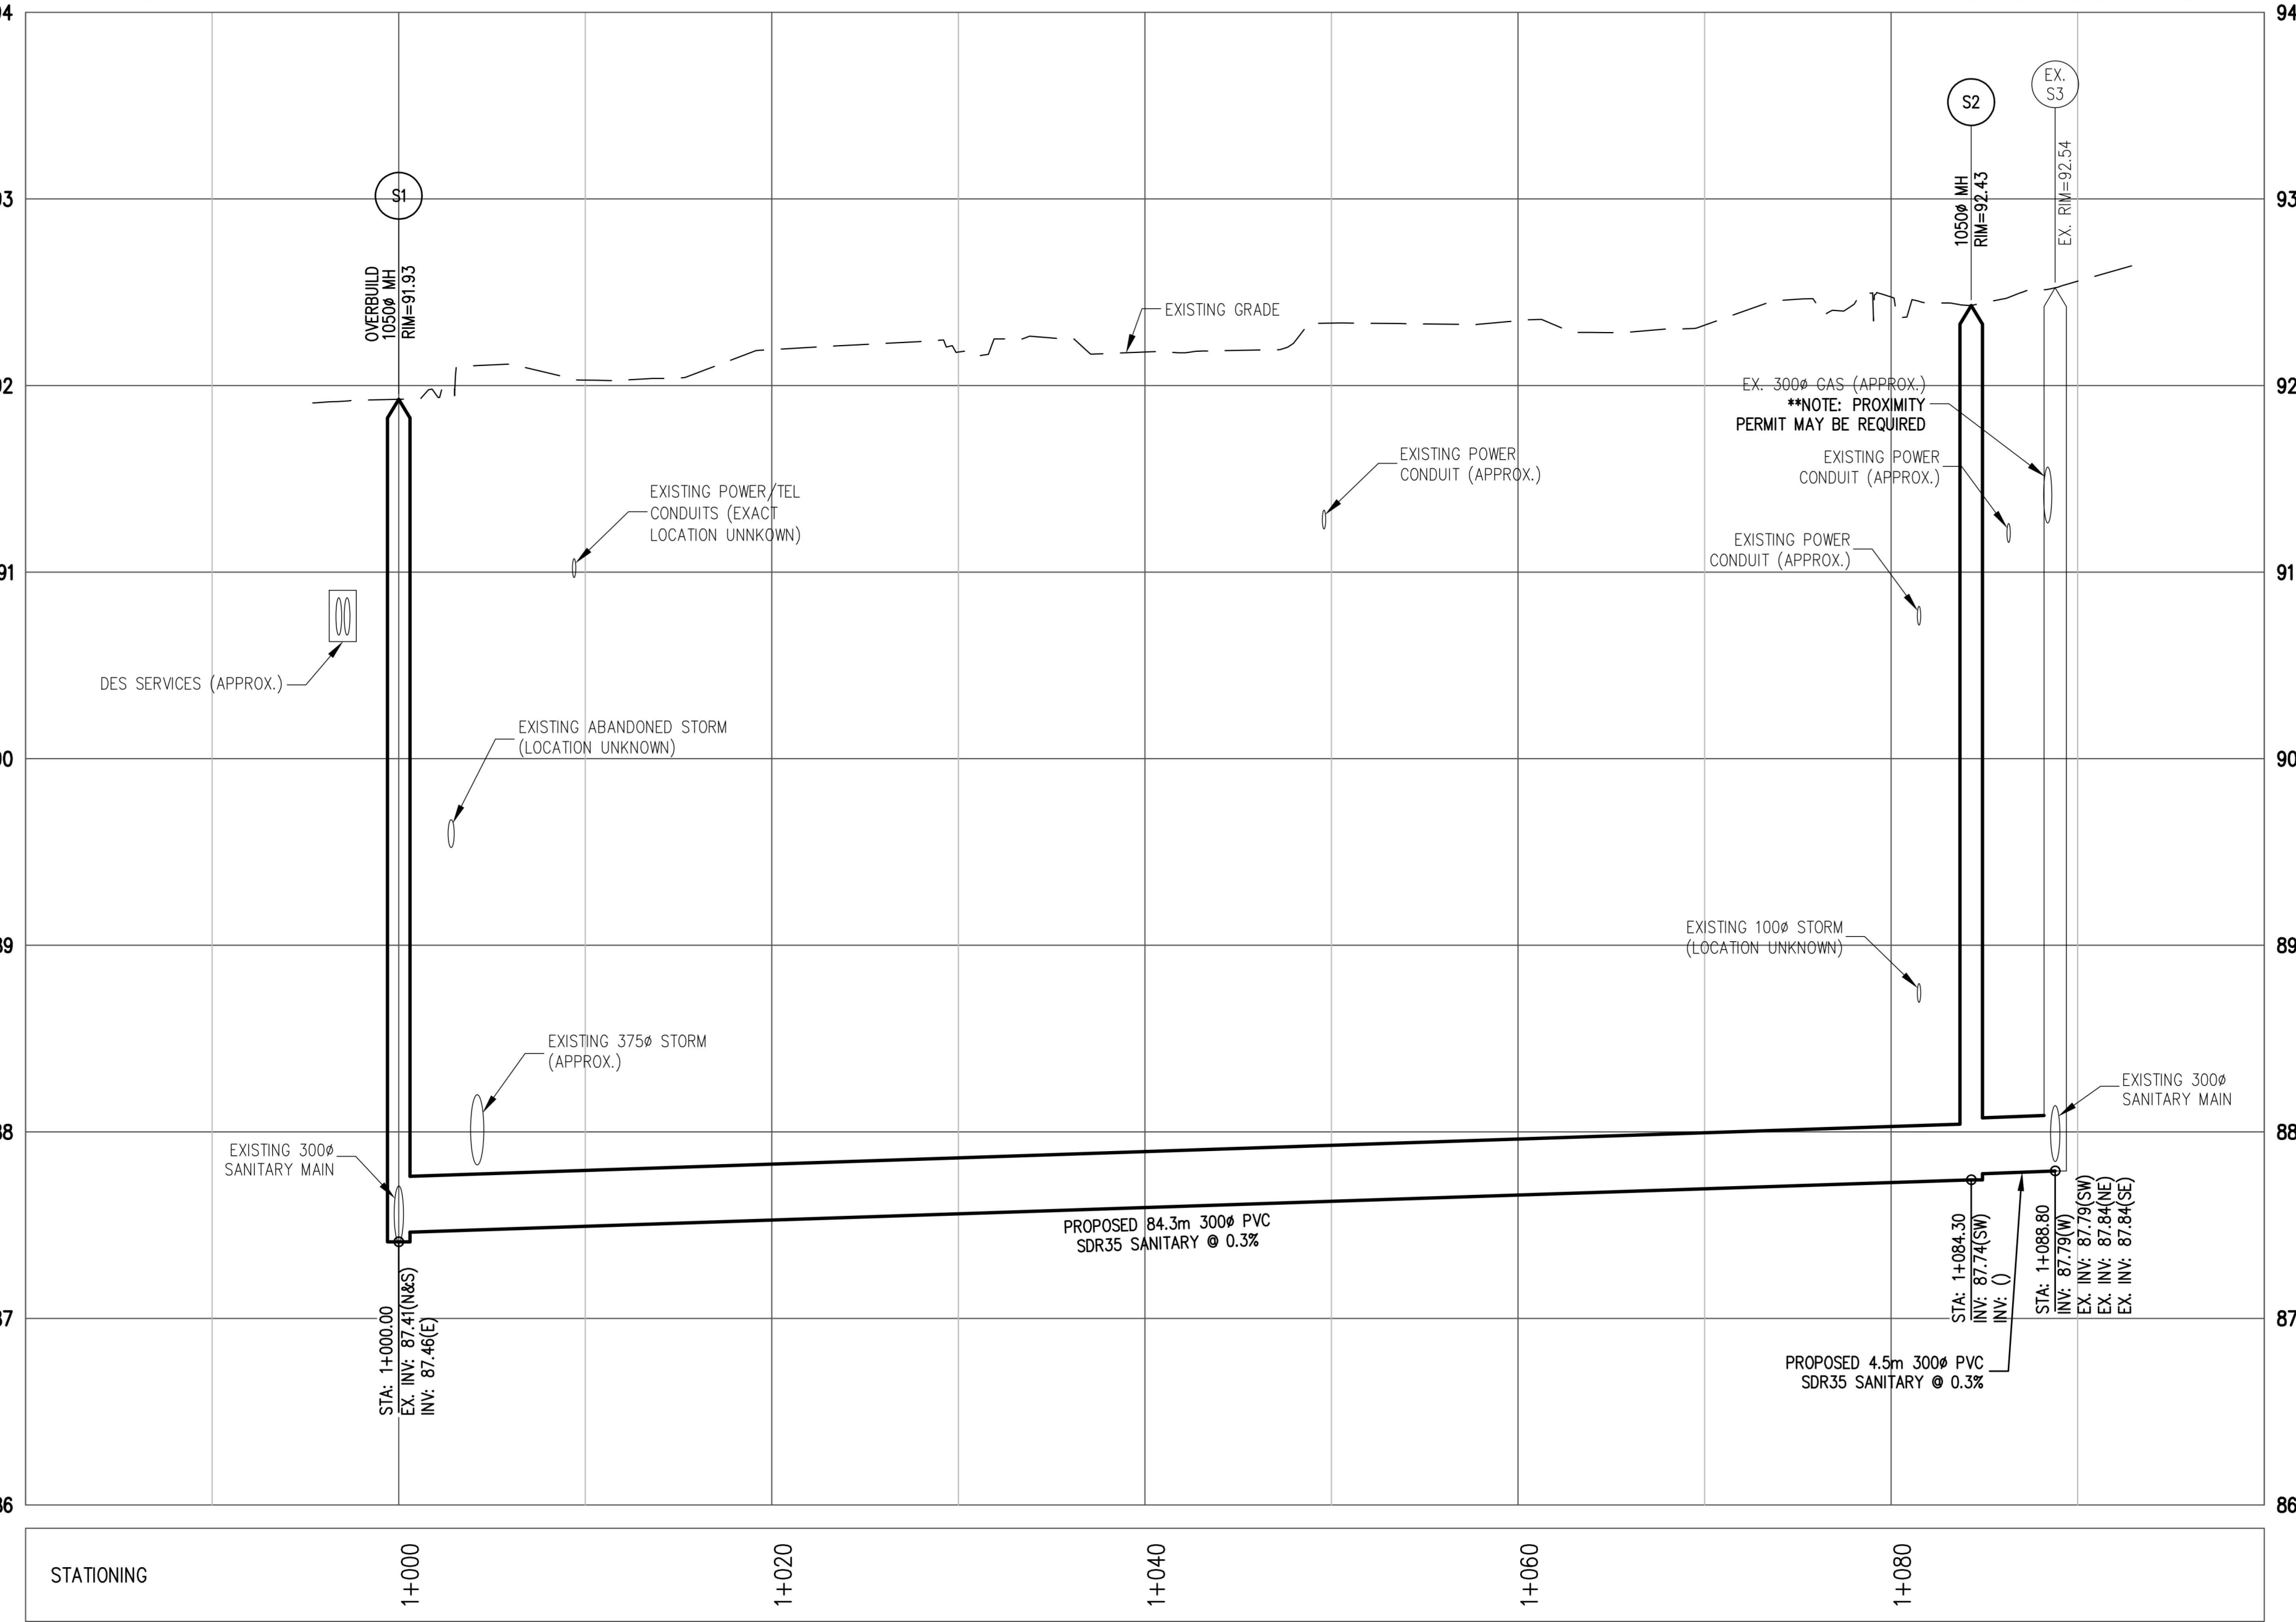 94
93
92
91
90
89
88
87
86
94
93
92
91
90
89
88
87
86
S1
OVERBUILD
1050ø MH
RIM=91.93
S2
1050ø MH
RIM=92.43
EX.
S3
EX. RIM=92.54
EXISTING GRADE
EX. 300ø GAS (APPROX.)
**NOTE: PROXIMITY
PERMIT MAY BE REQUIRED
EXISTING POWER
CONDUIT (APPROX.)
EXISTING POWER
CONDUIT (APPROX.)
EXISTING POWER/TEL
CONDUITS (EXACT
LOCATION UNNKOWN)
EXISTING POWER
CONDUIT (APPROX.)
DES SERVICES (APPROX.)
EXISTING ABANDONED STORM
(LOCATION UNKNOWN)
EXISTING 100ø STORM
(LOCATION UNKNOWN)
EXISTING 375ø STORM
(APPROX.)
EXISTING 300ø
SANITARY MAIN
EXISTING 300ø
SANITARY MAIN
PROPOSED 84.3m 300ø PVC
SDR35 SANITARY @ 0.3%
STA: 1+000.00
EX. INV: 87.41(N&S)
INV: 87.46(E)
STA: 1+084.30
INV: 87.74(SW)
INV: ()
STA: 1+088.80
INV: 87.79(W)
EX. INV: 87.79(SW)
EX. INV: 87.84(NE)
EX. INV: 87.84(SE)
PROPOSED 4.5m 300ø PVC
SDR35 SANITARY @ 0.3%
STATIONING
1+000
1+020
1+040
1+060
1+080